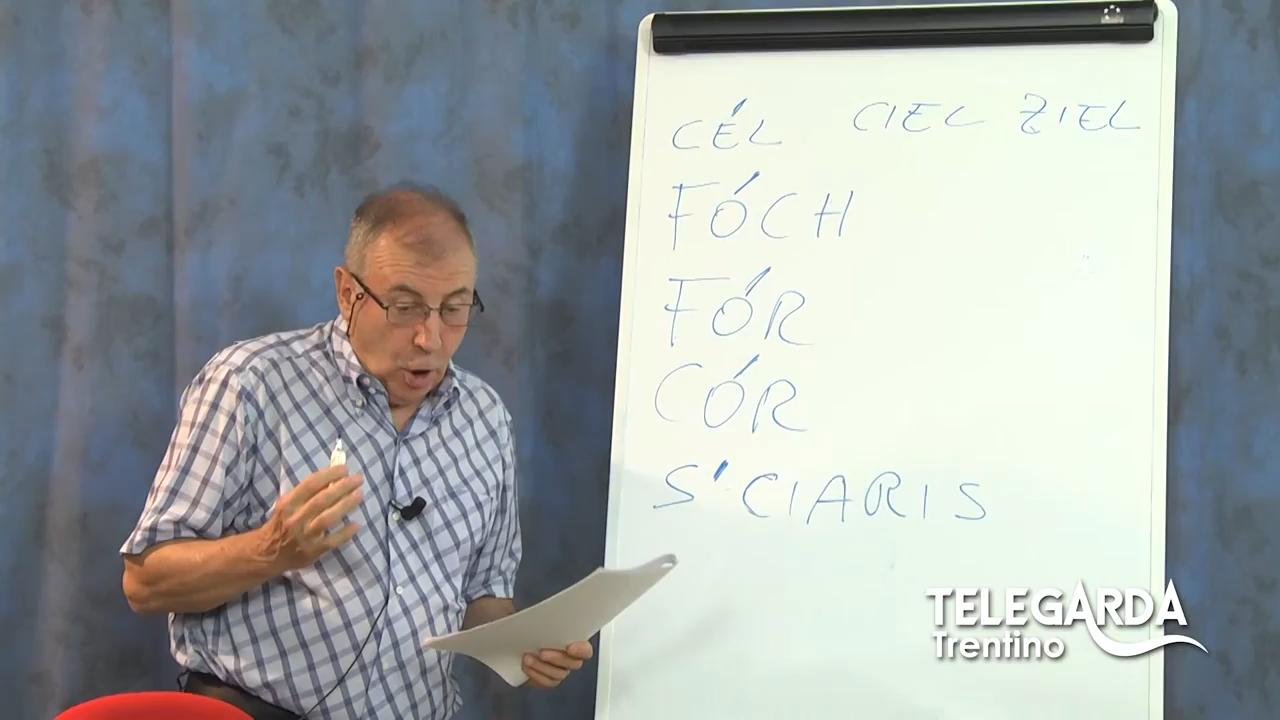 CÉL CIEL ZIEL
FÓCH
FÓR
CÓR
S'CIARIS
TELEGARDA
Trentino